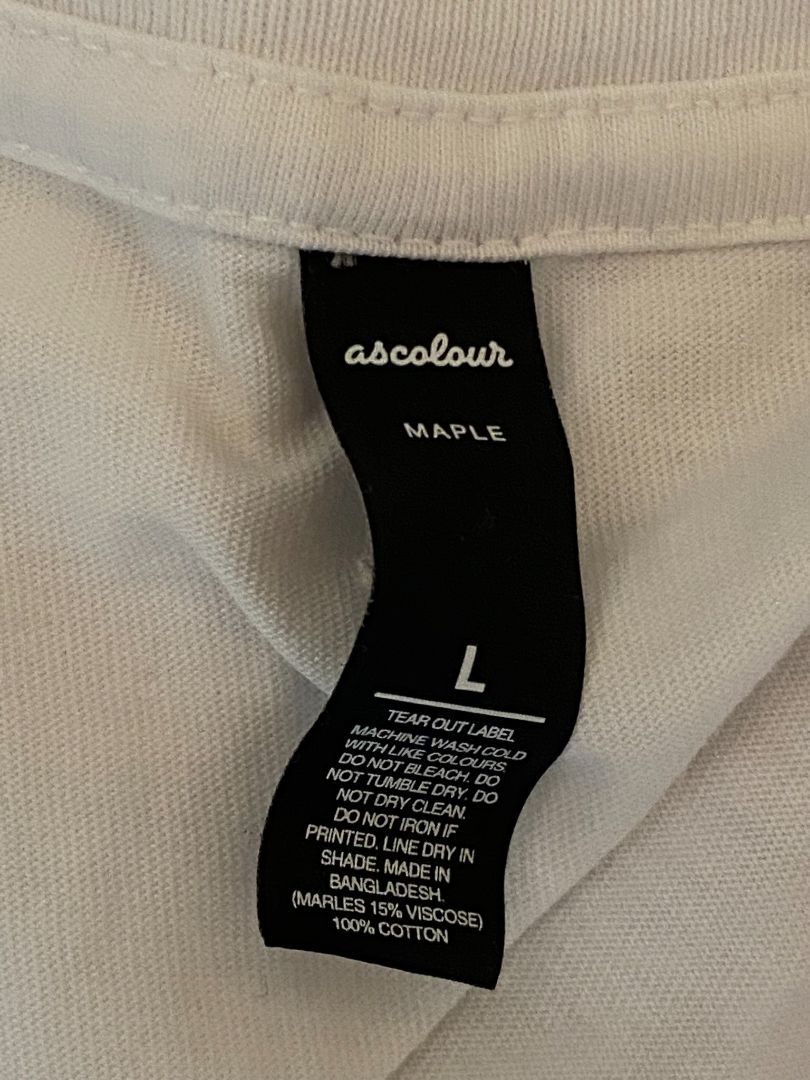 ascolour
MAPLE
L
TEAR OUT LABEL
MACHINE WASH COLD
WITH LIKE COLOURS.
DO NOT BLEACH. DO
NOT TUMBLE DRY. DO
NOT DRY CLEAN.
DO NOT IRON IF
PRINTED. LINE DRY IN
SHADE. MADE IN
BANGLADESH.
(MARLES 15% VISCOSE)
100% COTTON